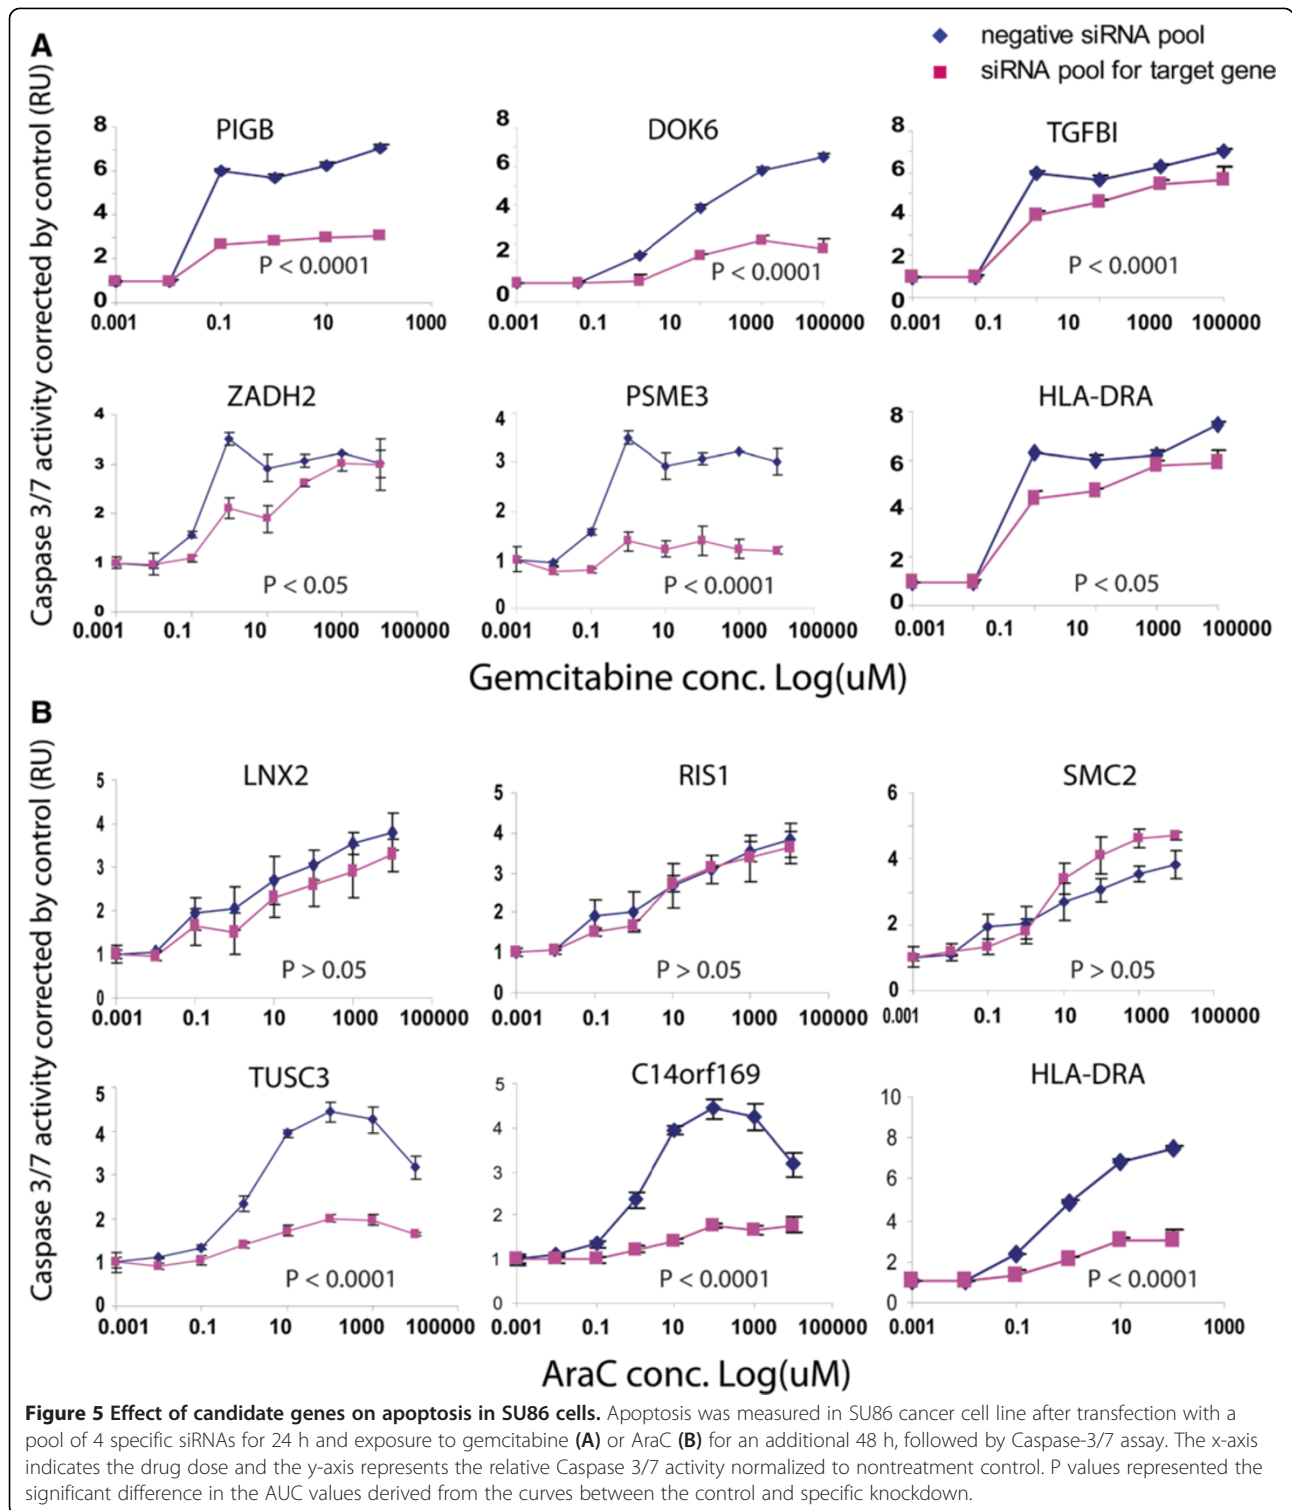 A
negative siRNA pool
siRNA pool for target gene
Caspase 3/7 activity corrected by control (RU)
PIGB
8
6
4
2
0
P < 0.0001
0.001 0.1 10 1000
DOK6
8
6
4
2
0
P < 0.0001
0.001 0.1 10 1000 100000
TGFBI
8
6
4
2
0
P < 0.0001
0.001 0.1 10 1000 100000
ZADH2
4
3
2
1
0
P < 0.05
0.001 0.1 10 1000 100000
PSME3
4
3
2
1
0
P < 0.0001
0.001 0.1 10 1000 100000
HLA-DRA
8
6
4
2
0
P < 0.05
0.001 0.1 10 1000 100000
Gemcitabine conc. Log(uM)
B
Caspase 3/7 activity corrected by control (RU)
LNX2
5
4
3
2
1
0
P > 0.05
0.001 0.1 10 1000 100000
RIS1
5
4
3
2
1
0
P > 0.05
0.001 0.1 10 1000 100000
SMC2
6
4
2
0
P > 0.05
0.001 0.1 10 1000 100000
TUSC3
5
4
3
2
1
0
P < 0.0001
0.001 0.1 10 1000 100000
C14orf169
5
4
3
2
1
0
P < 0.0001
0.001 0.1 10 1000 100000
HLA-DRA
10
8
6
4
2
0
P < 0.0001
0.001 0.1 10 1000
AraC conc. Log(uM)
Figure 5 Effect of candidate genes on apoptosis in SU86 cells. Apoptosis was measured in SU86 cancer cell line after transfection with a
pool of 4 specific siRNAs for 24 h and exposure to gemcitabine (A) or AraC (B) for an additional 48 h, followed by Caspase-3/7 assay. The x-axis
indicates the drug dose and the y-axis represents the relative Caspase 3/7 activity normalized to nontreatment control. P values represented the
significant difference in the AUC values derived from the curves between the control and specific knockdown.